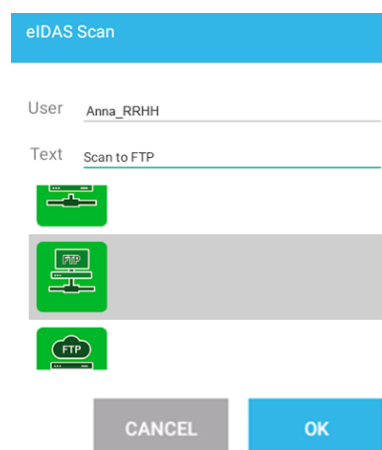 eIDAS Scan
User Anna_RRHH
Text Scan to FTP
FTP
FTP
CANCEL OK